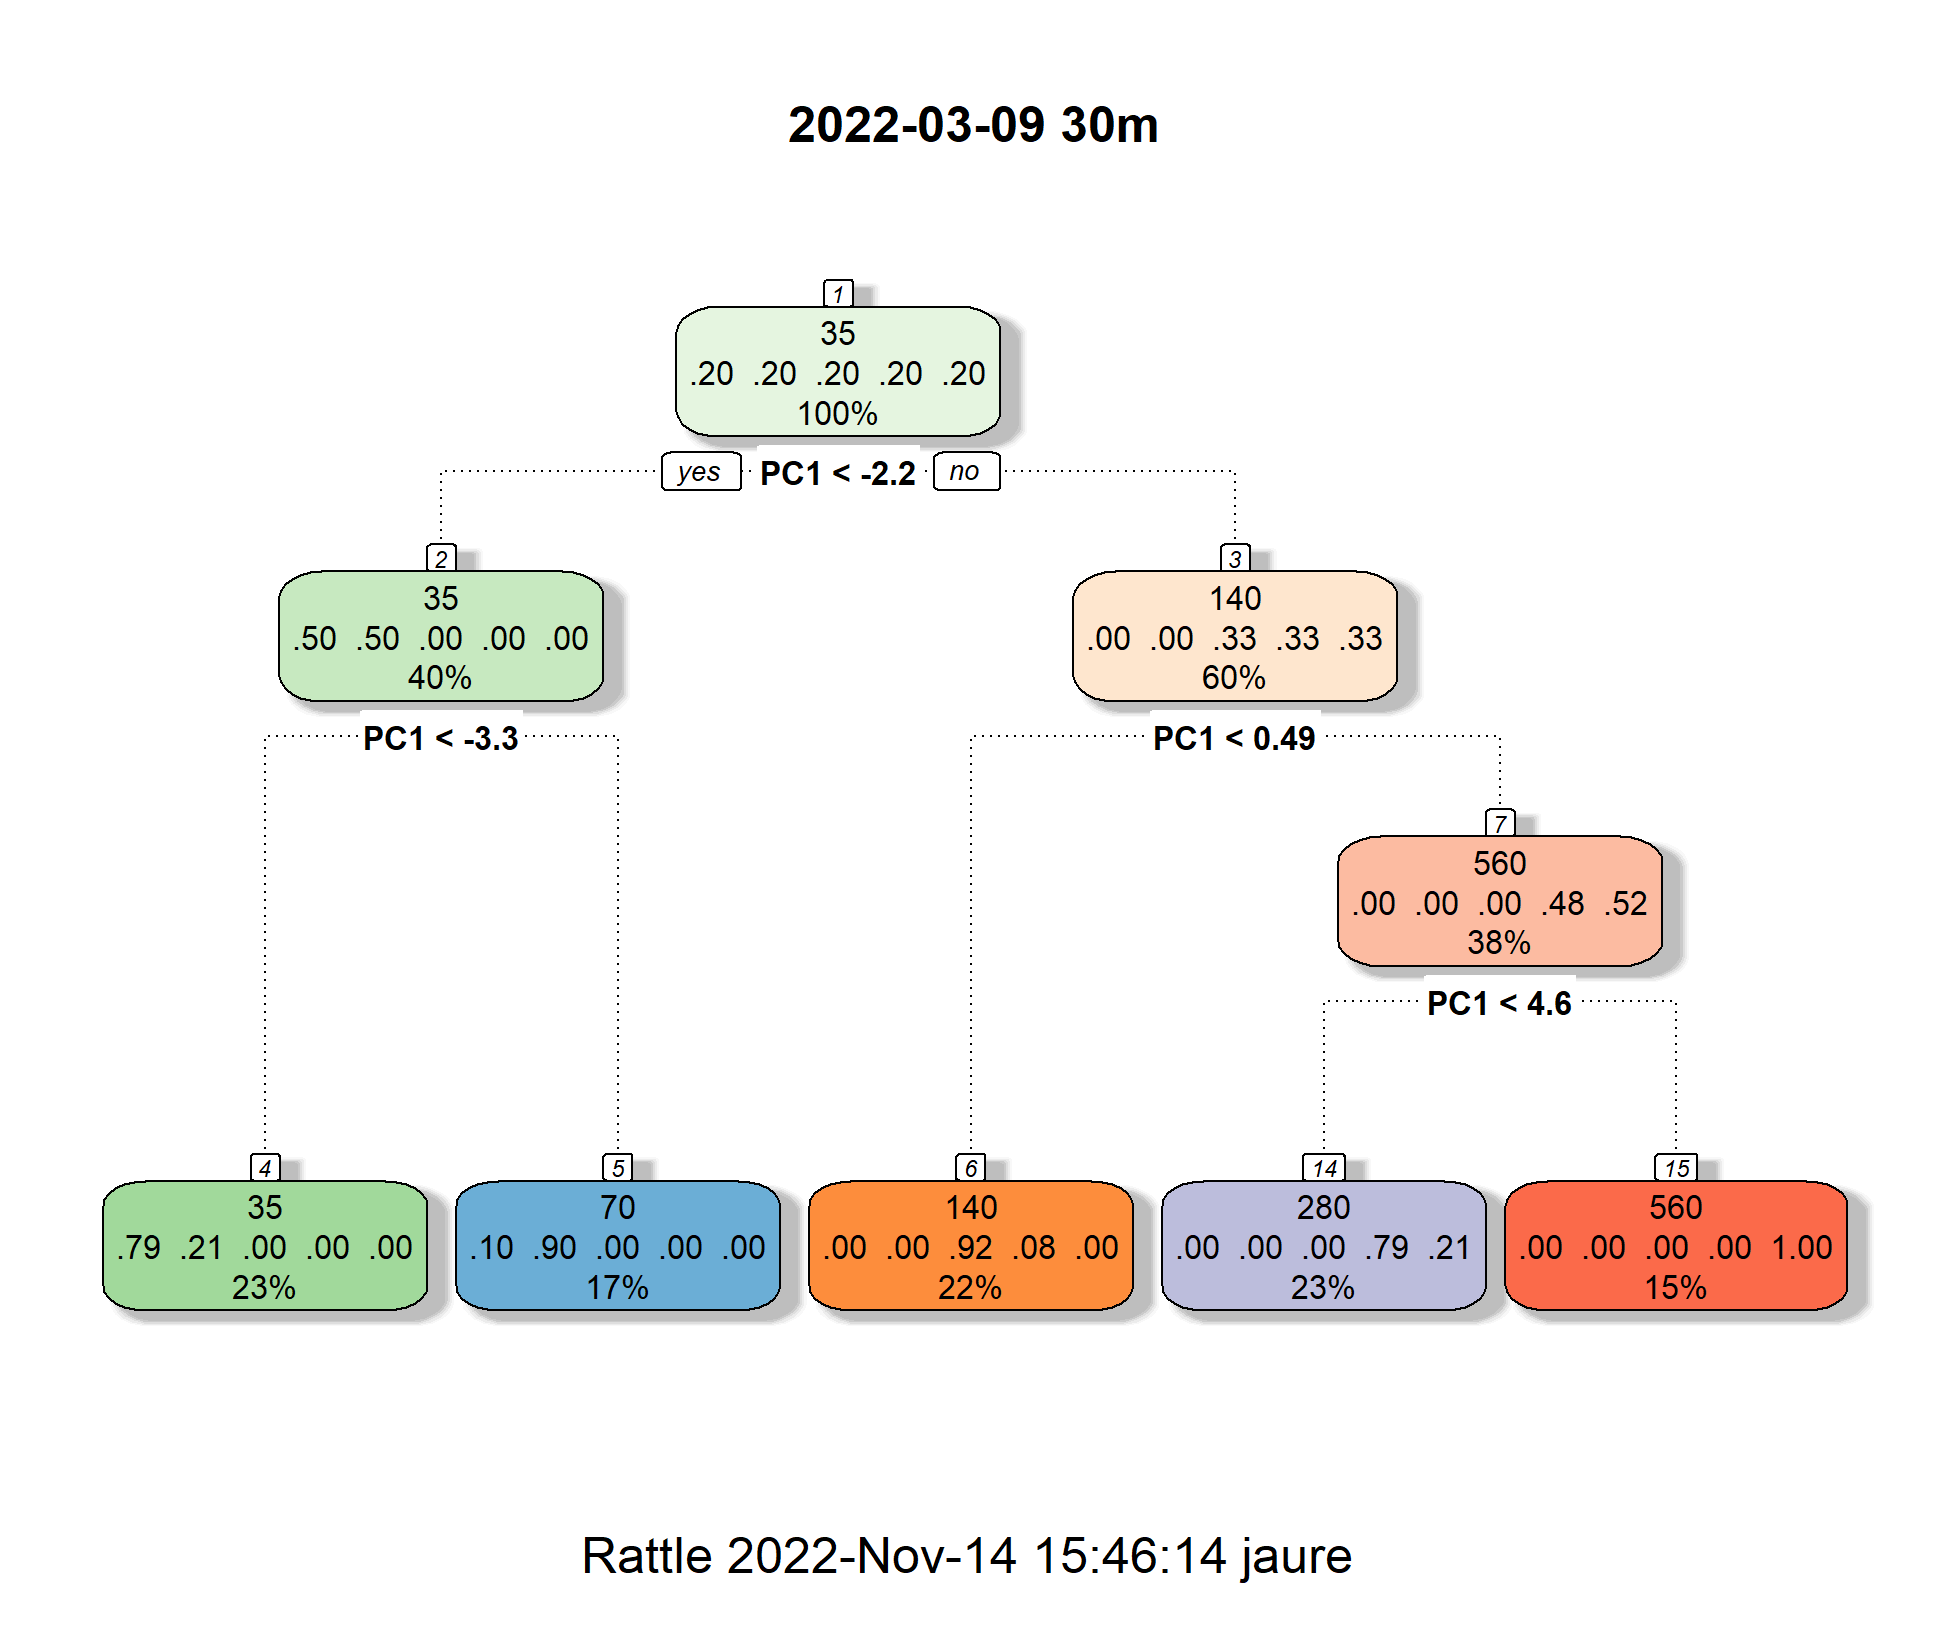 2022-03-09 30m
1
35
.20 .20 .20 .20 .20
100%
yes PC1 < -2.2 no
2
35
.50 .50 .00 .00 .00
40%
3
140
.00 .00 .33 .33 .33
60%
PC1 < -3.3
PC1 < 0.49
7
560
.00 .00 .00 .48 .52
38%
PC1 < 4.6
4
35
.79 .21 .00 .00 .00
23%
5
70
.10 .90 .00 .00 .00
17%
6
140
.00 .00 .92 .08 .00
22%
14
280
.00 .00 .00 .79 .21
23%
15
560
.00 .00 .00 .00 1.00
15%
Rattle 2022-Nov-14 15:46:14 jaure